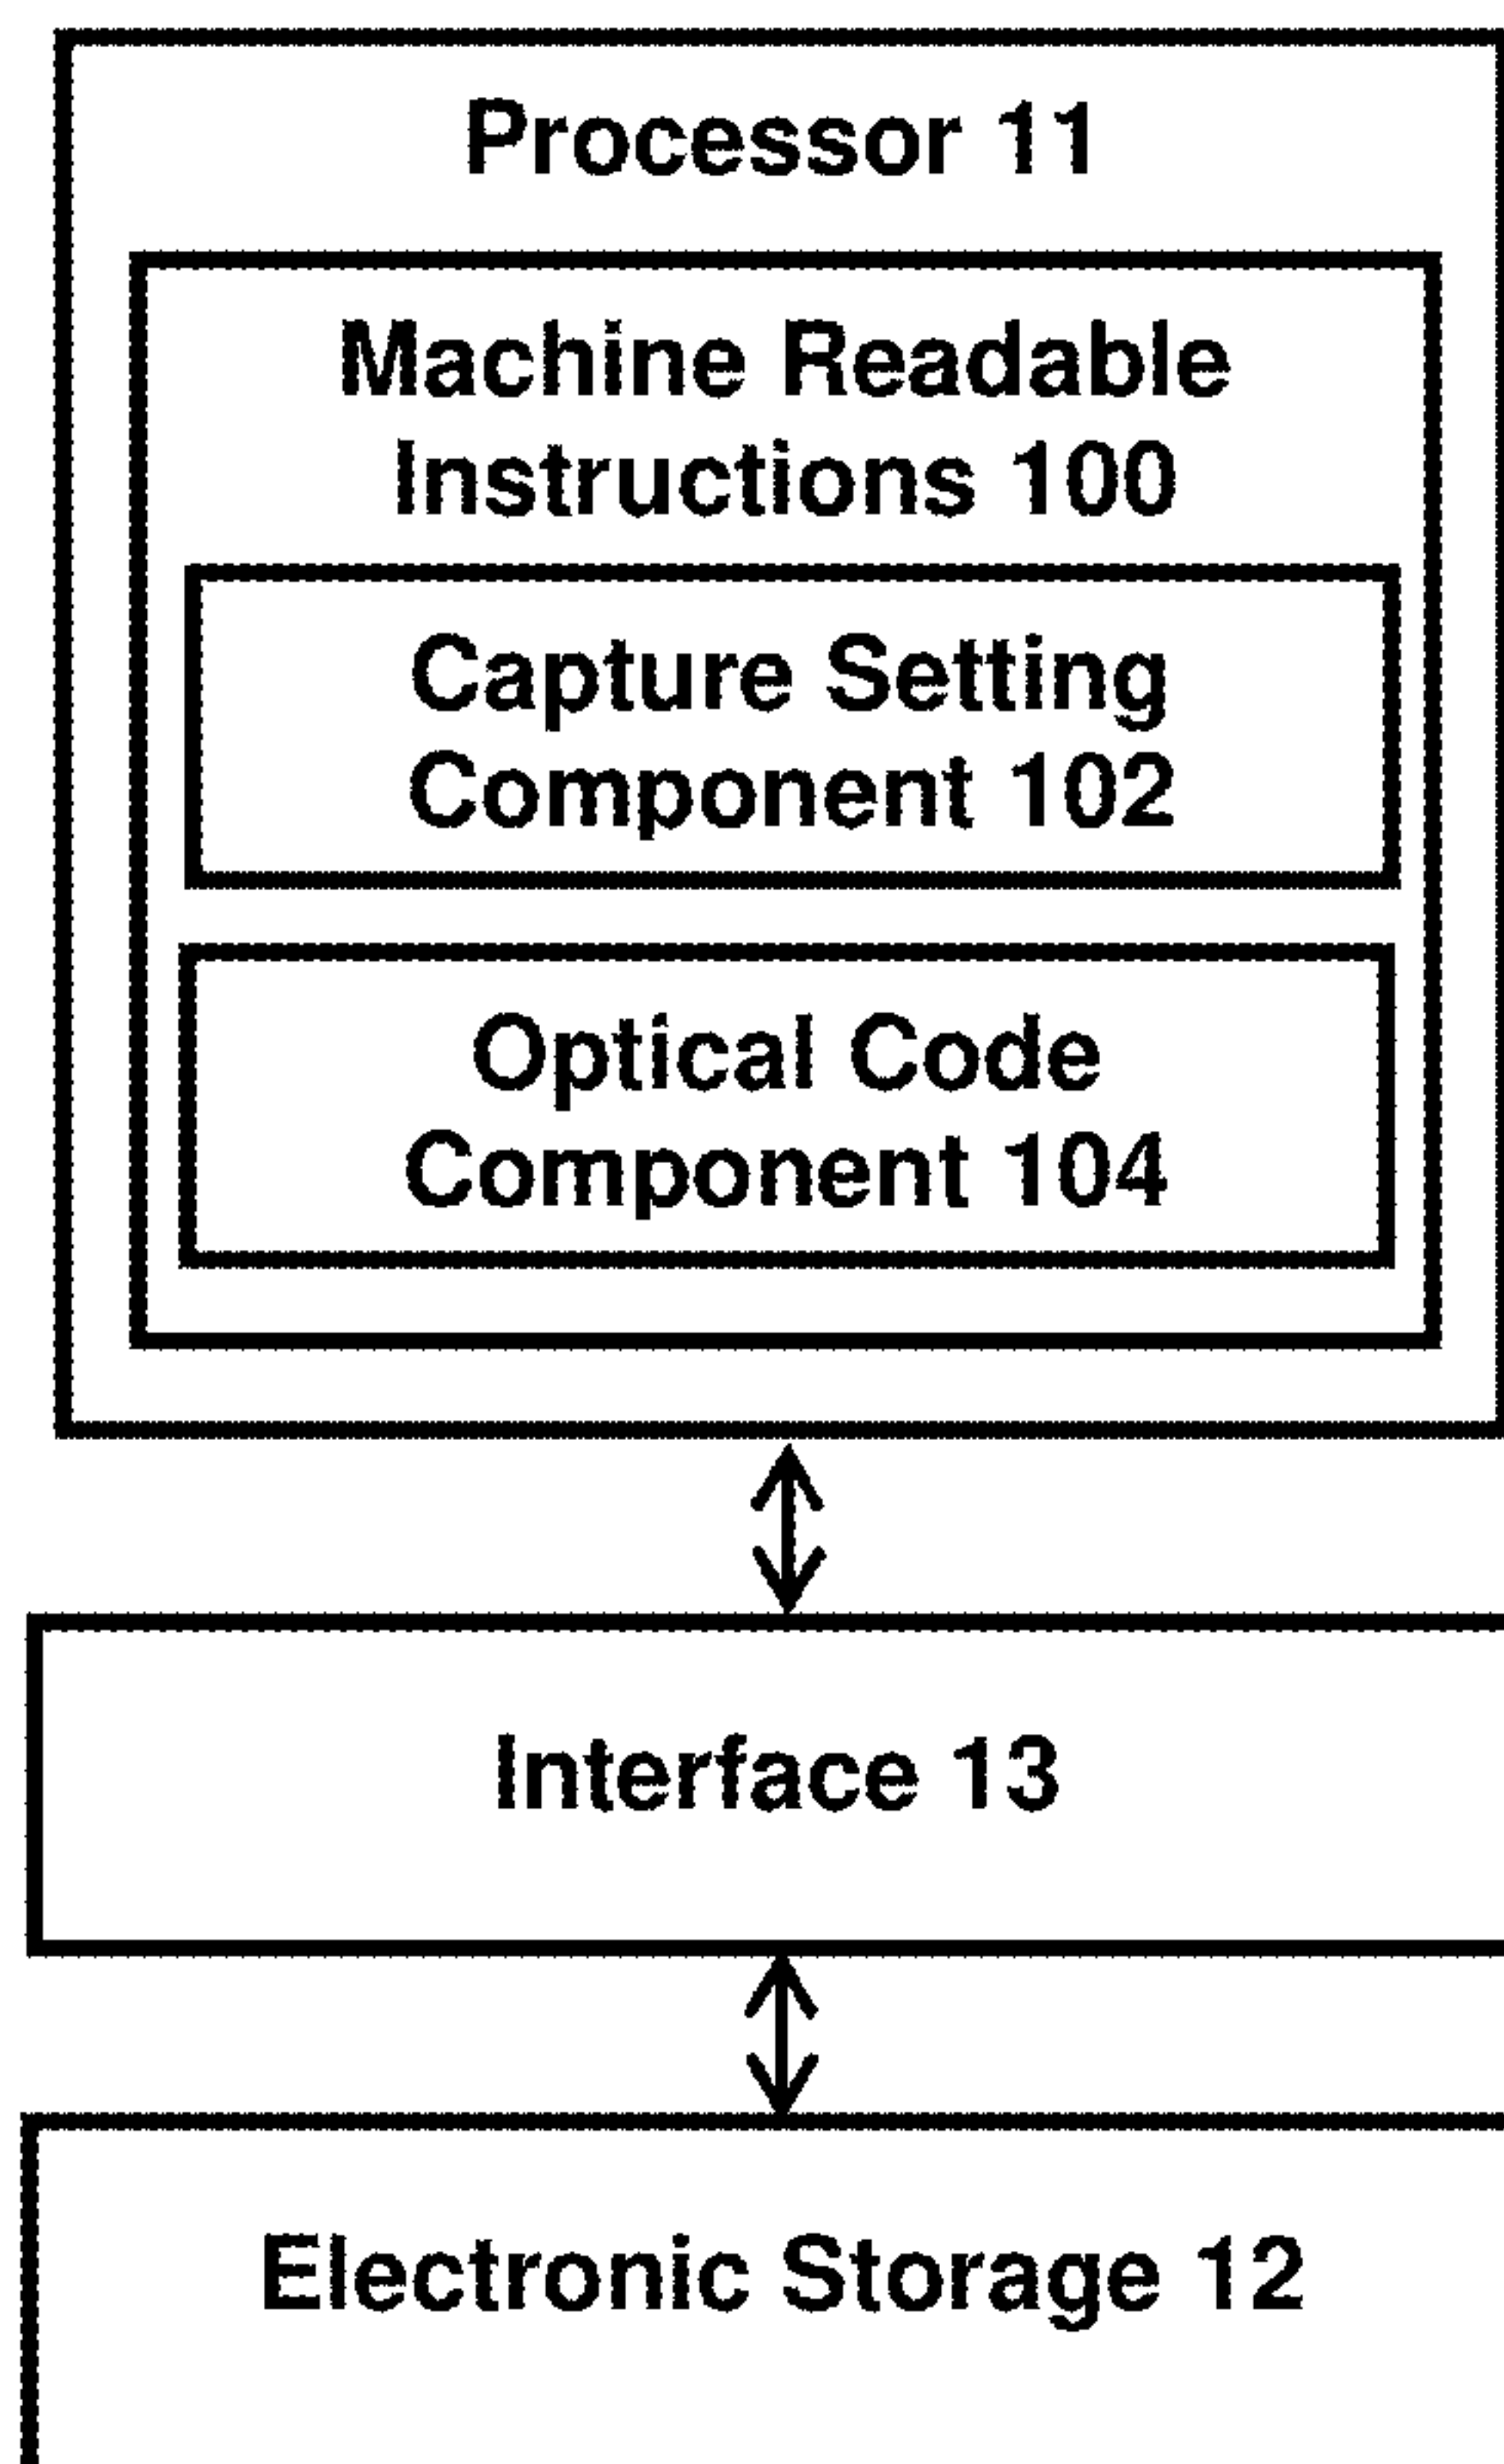 Processor 11
Machine Readable
Instructions 100
Capture Setting
Component 102
Optical Code
Component 104
Interface 13
Electronic Storage 12